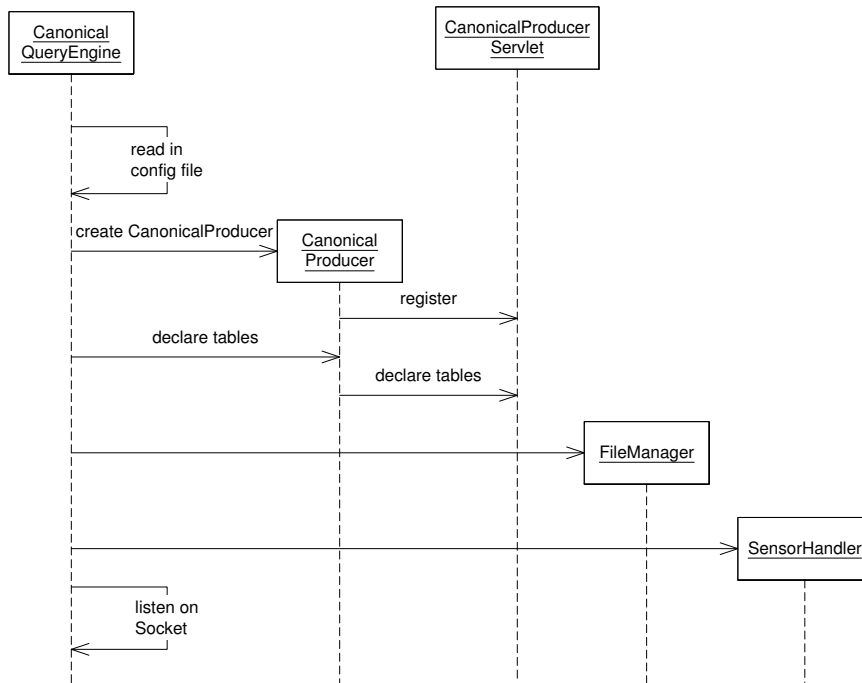 Canonical
QueryEngine
CanonicalProducer
Servlet
read in
config file
create CanonicalProducer
Canonical
Producer
register
declare tables
declare tables
FileManager
SensorHandler
listen on
Socket